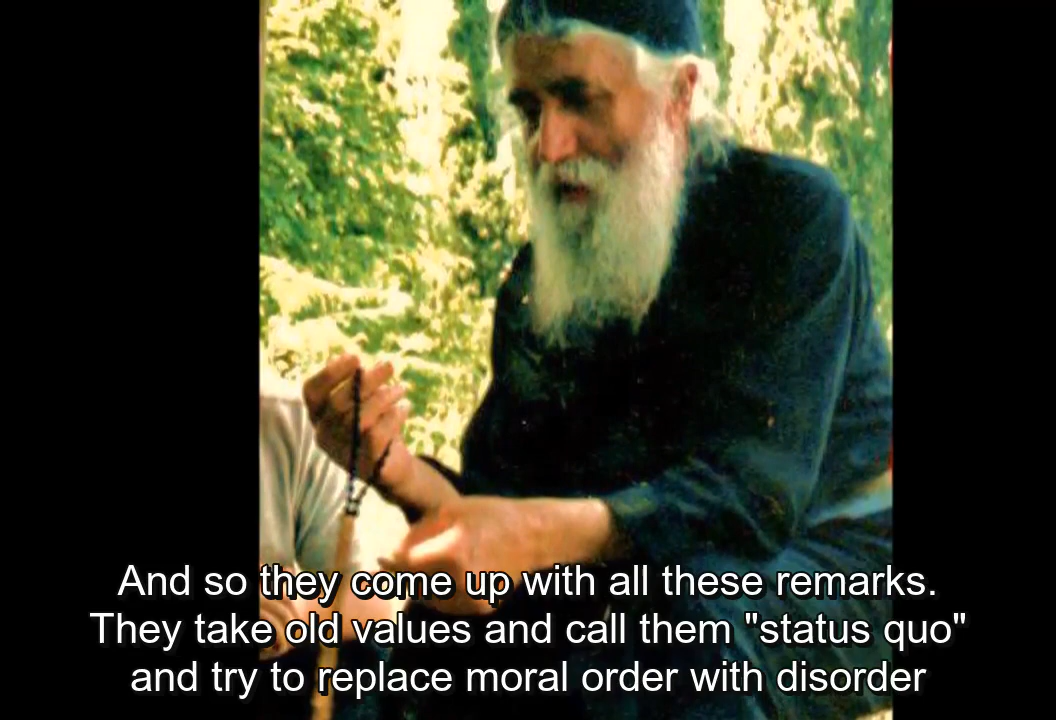 And so they come up with all these remarks.
They take old values and call them "status quo"
and try to replace moral order with disorder